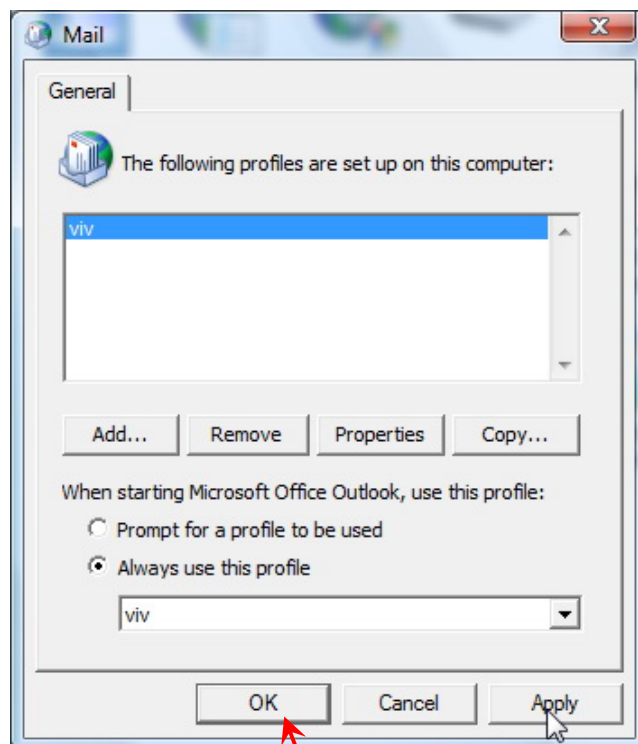 Mail
General
The following profiles are set up on this computer:
viv
Add... Remove Properties Copy...
When starting Microsoft Office Outlook, use this profile:
Prompt for a profile to be used
Always use this profile
viv
OK Cancel Apply